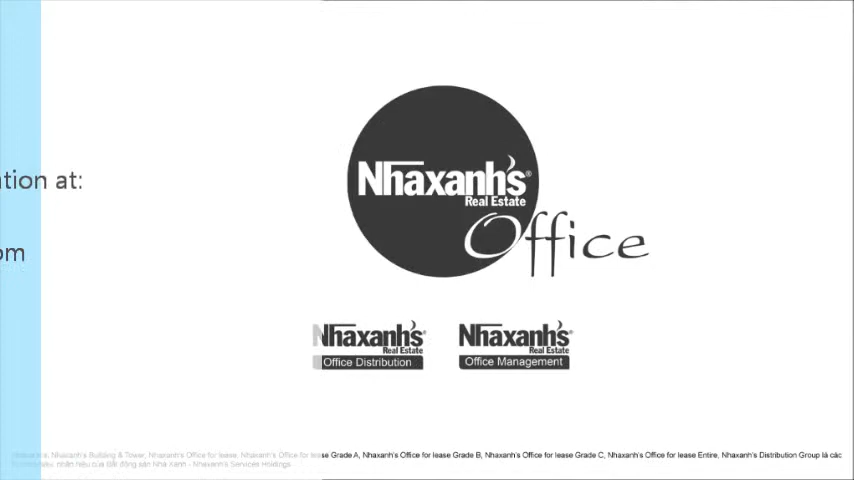 ation at:
om
Nhaxanh's®
Real Estate
Office
Nhaxanh's
Real Estate
Office Distribution
Nhaxanh's
Real Estate
Office Management
Nhaxanh's Building & Tower, Nhaxanh's Office for lease, Nhaxanh's Office for lease Grade A, Nhaxanh's Office for lease Grade B, Nhaxanh's Office for lease Grade C, Nhaxanh's Office for lease Entire, Nhaxanh's Distribution Group là các
nhãn hiệu của Bất động sản Nhà Xanh - Nhaxanh's Services Holdings